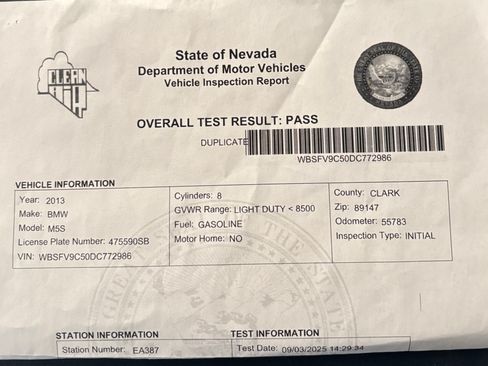 CLEAN
AIR
State of Nevada
Department of Motor Vehicles
Vehicle Inspection Report
OVERALL TEST RESULT: PASS
DUPLICATE
WBSFV9C50DC772986
VEHICLE INFORMATION
Year: 2013
Make: BMW
Model: M5S
License Plate Number: 475590SB
VIN: WBSFV9C50DC772986
Cylinders: 8
GVWR Range: LIGHT DUTY < 8500
Fuel: GASOLINE
Motor Home: NO
County: CLARK
Zip: 89147
Odometer: 55783
Inspection Type: INITIAL
STATION INFORMATION
Station Number: EA387
TEST INFORMATION
Test Date: 09/03/2025 14:29:34